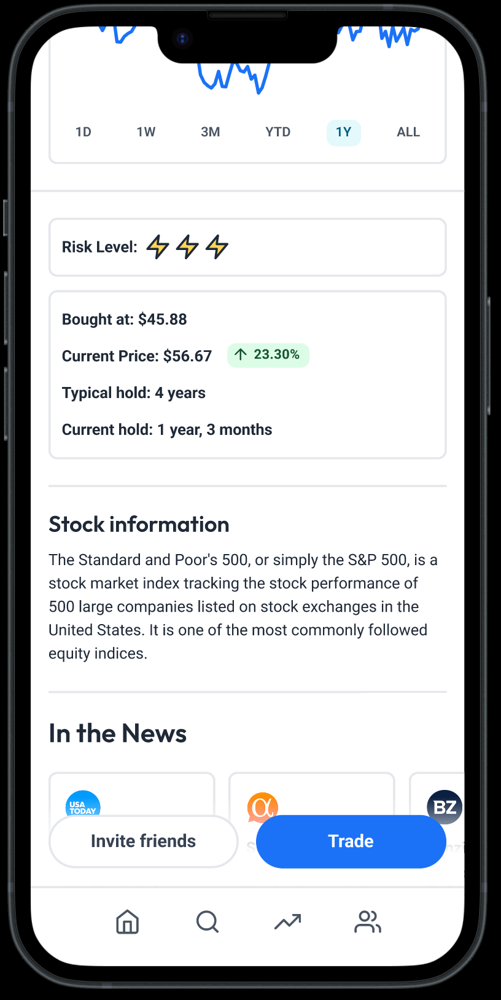 1D 1W 3M YTD 1Y ALL
Risk Level:
Bought at: $45.88
Current Price: $56.67 ↑ 23.30%
Typical hold: 4 years
Current hold: 1 year, 3 months
Stock information
The Standard and Poor's 500, or simply the S&P 500, is a
stock market index tracking the stock performance of
500 large companies listed on stock exchanges in the
United States. It is one of the most commonly followed
equity indices.
In the News
USA
TODAY
α
BZ
Invite friends
Trade